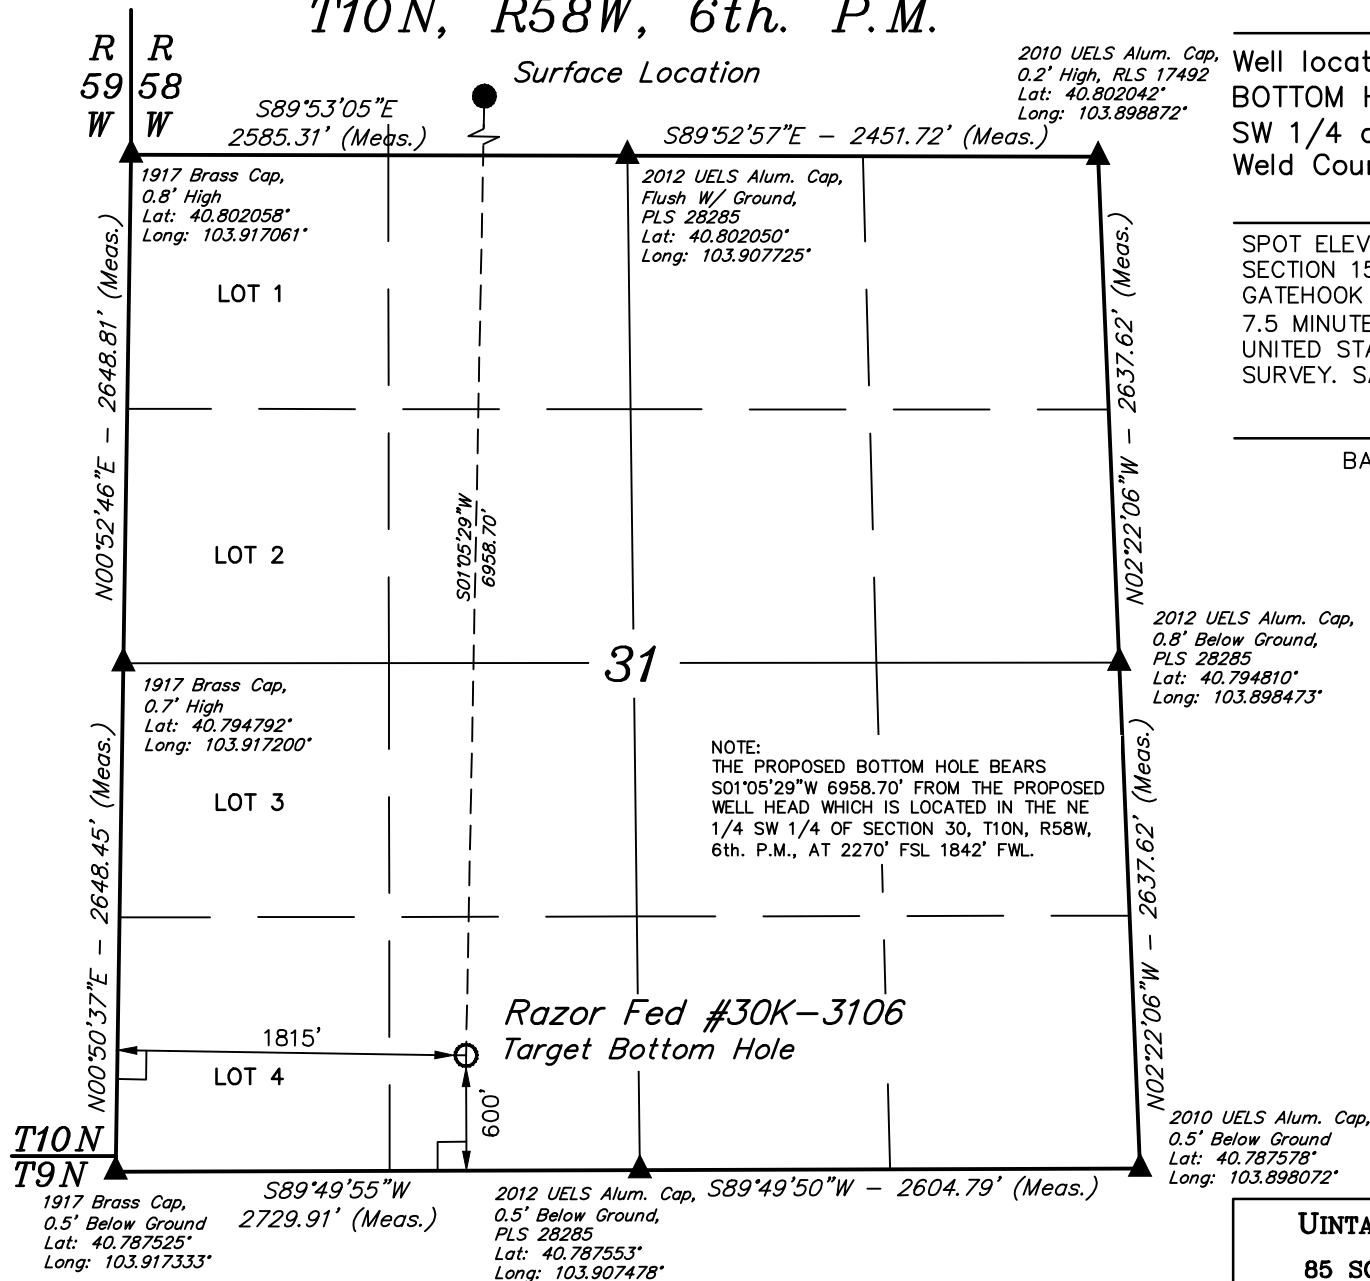 T10N, R58W, 6th. P.M.
R R
59 58
W W
Surface Location
S89°53'05"E
2585.31' (Meas.)
S89°52'57"E - 2451.72' (Meas.)
2010 UELS Alum. Cap,
0.2' High, RLS 17492
Lat: 40.802042°
Long: 103.898872°
Well
BOTTOM
SW 1/4
Weld
1917 Brass Cap,
0.8' High
Lat: 40.802058°
Long: 103.917061°
2012 UELS Alum. Cap,
Flush W/ Ground,
PLS 28285
Lat: 40.802050°
Long: 103.907725°
SPOT
SECTION
GATEHOOK
7.5 MINUTE
UNITED
SURVEY.
N00°52'46"E - 2648.81' (Meas.)
LOT 1
N02°22'06"W - 2637.62' (Meas.)
LOT 2
S01°05'29"W
6958.70'
31
2012 UELS Alum. Cap,
0.8' Below Ground,
PLS 28285
Lat: 40.794810°
Long: 103.898473°
1917 Brass Cap,
0.7' High
Lat: 40.794792°
Long: 103.917200°
N00°50'37"E - 2648.45' (Meas.)
LOT 3
NOTE:
THE PROPOSED BOTTOM HOLE BEARS
S01°05'29"W 6958.70' FROM THE PROPOSED
WELL HEAD WHICH IS LOCATED IN THE NE
1/4 SW 1/4 OF SECTION 30, T10N, R58W,
6th. P.M., AT 2270' FSL 1842' FWL.
N02°22'06"W - 2637.62' (Meas.)
Razor Fed #30K-3106
Target Bottom Hole
1815'
LOT 4
600'
T10N
T9N
1917 Brass Cap,
0.5' Below Ground
Lat: 40.787525°
Long: 103.917333°
S89°49'55"W
2729.91' (Meas.)
2012 UELS Alum. Cap,
0.5' Below Ground,
PLS 28285
Lat: 40.787553°
Long: 103.907478°
S89°49'50"W - 2604.79' (Meas.)
2010 UELS Alum. Cap,
0.5' Below Ground
Lat: 40.787578°
Long: 103.898072°
85